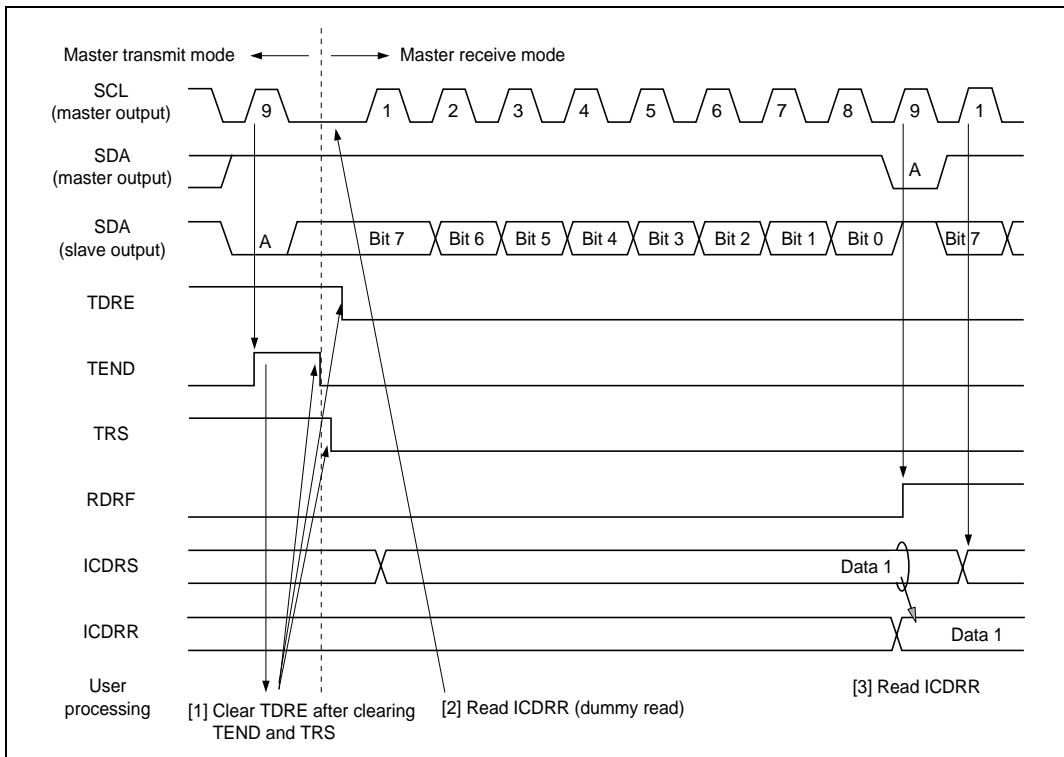 Master transmit mode
Master receive mode
SCL
(master output)
9
1
2
3
4
5
6
7
8
9
1
SDA
(master output)
A
SDA
(slave output)
A
Bit 7
Bit 6
Bit 5
Bit 4
Bit 3
Bit 2
Bit 1
Bit 0
Bit 7
TDRE
TEND
TRS
RDRF
ICDRS
Data 1
ICDRR
Data 1
User
processing
[1] Clear TDRE after clearing
TEND and TRS
[2] Read ICDRR (dummy read)
[3] Read ICDRR